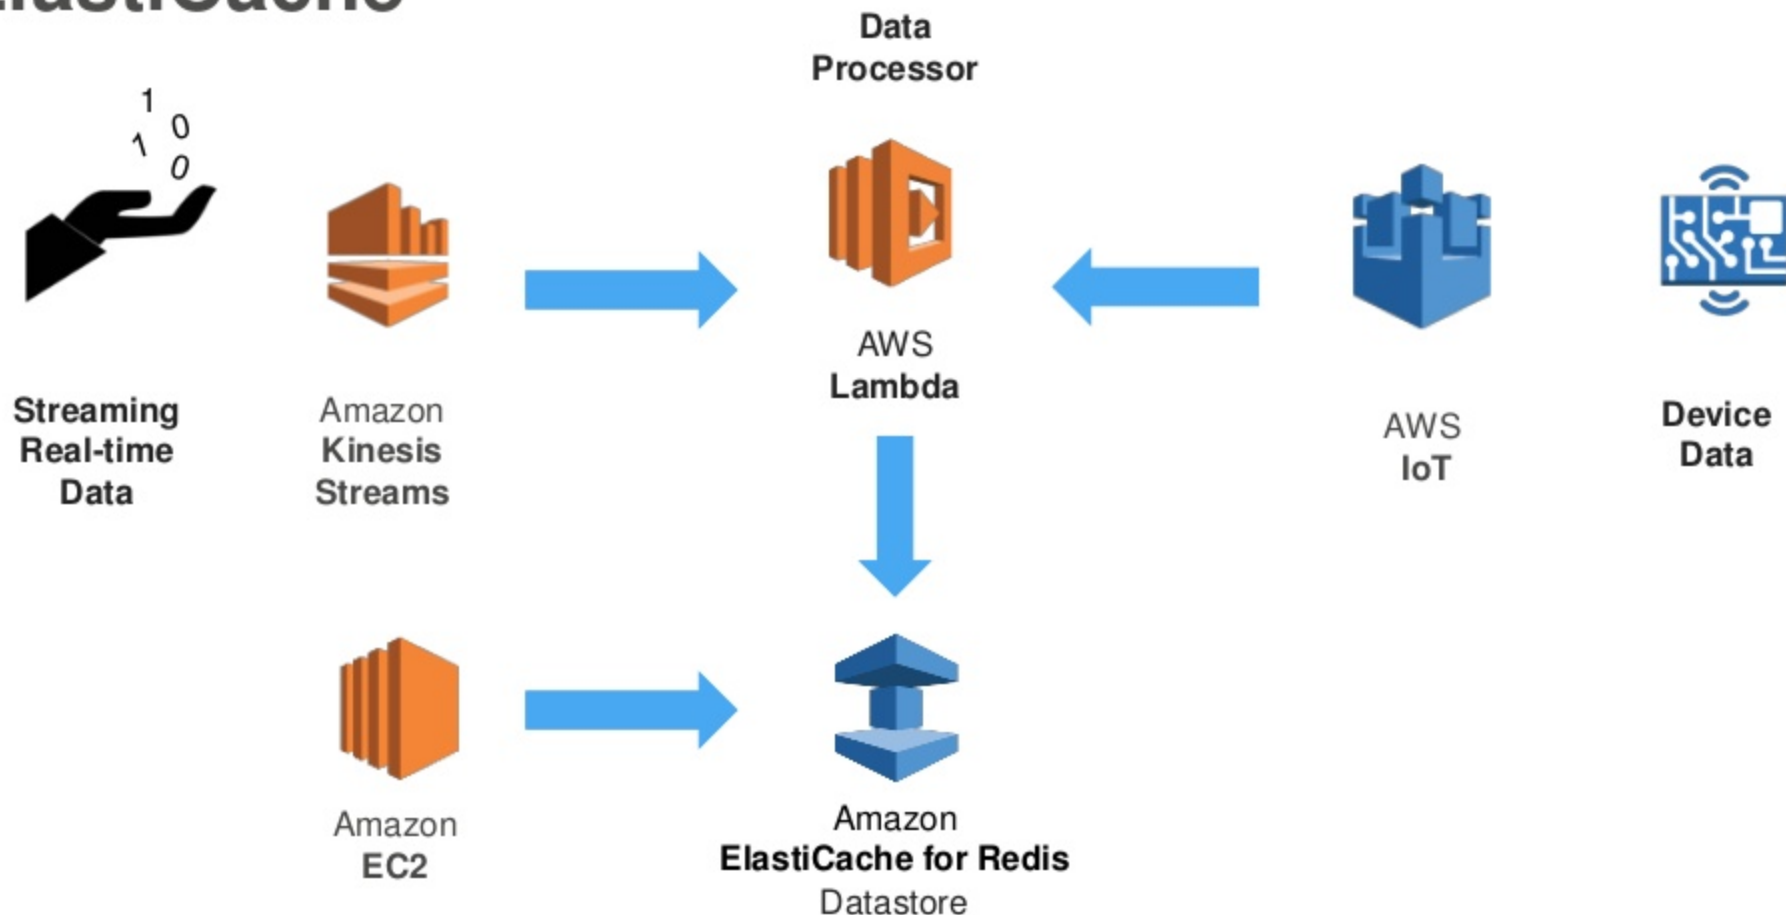 ElastiCache
Data
Processor
1
0
1
0
AWS
Lambda
Streaming
Real-time
Data
Amazon
Kinesis
Streams
AWS
IoT
Device
Data
Amazon
EC2
Amazon
ElastiCache for Redis
Datastore